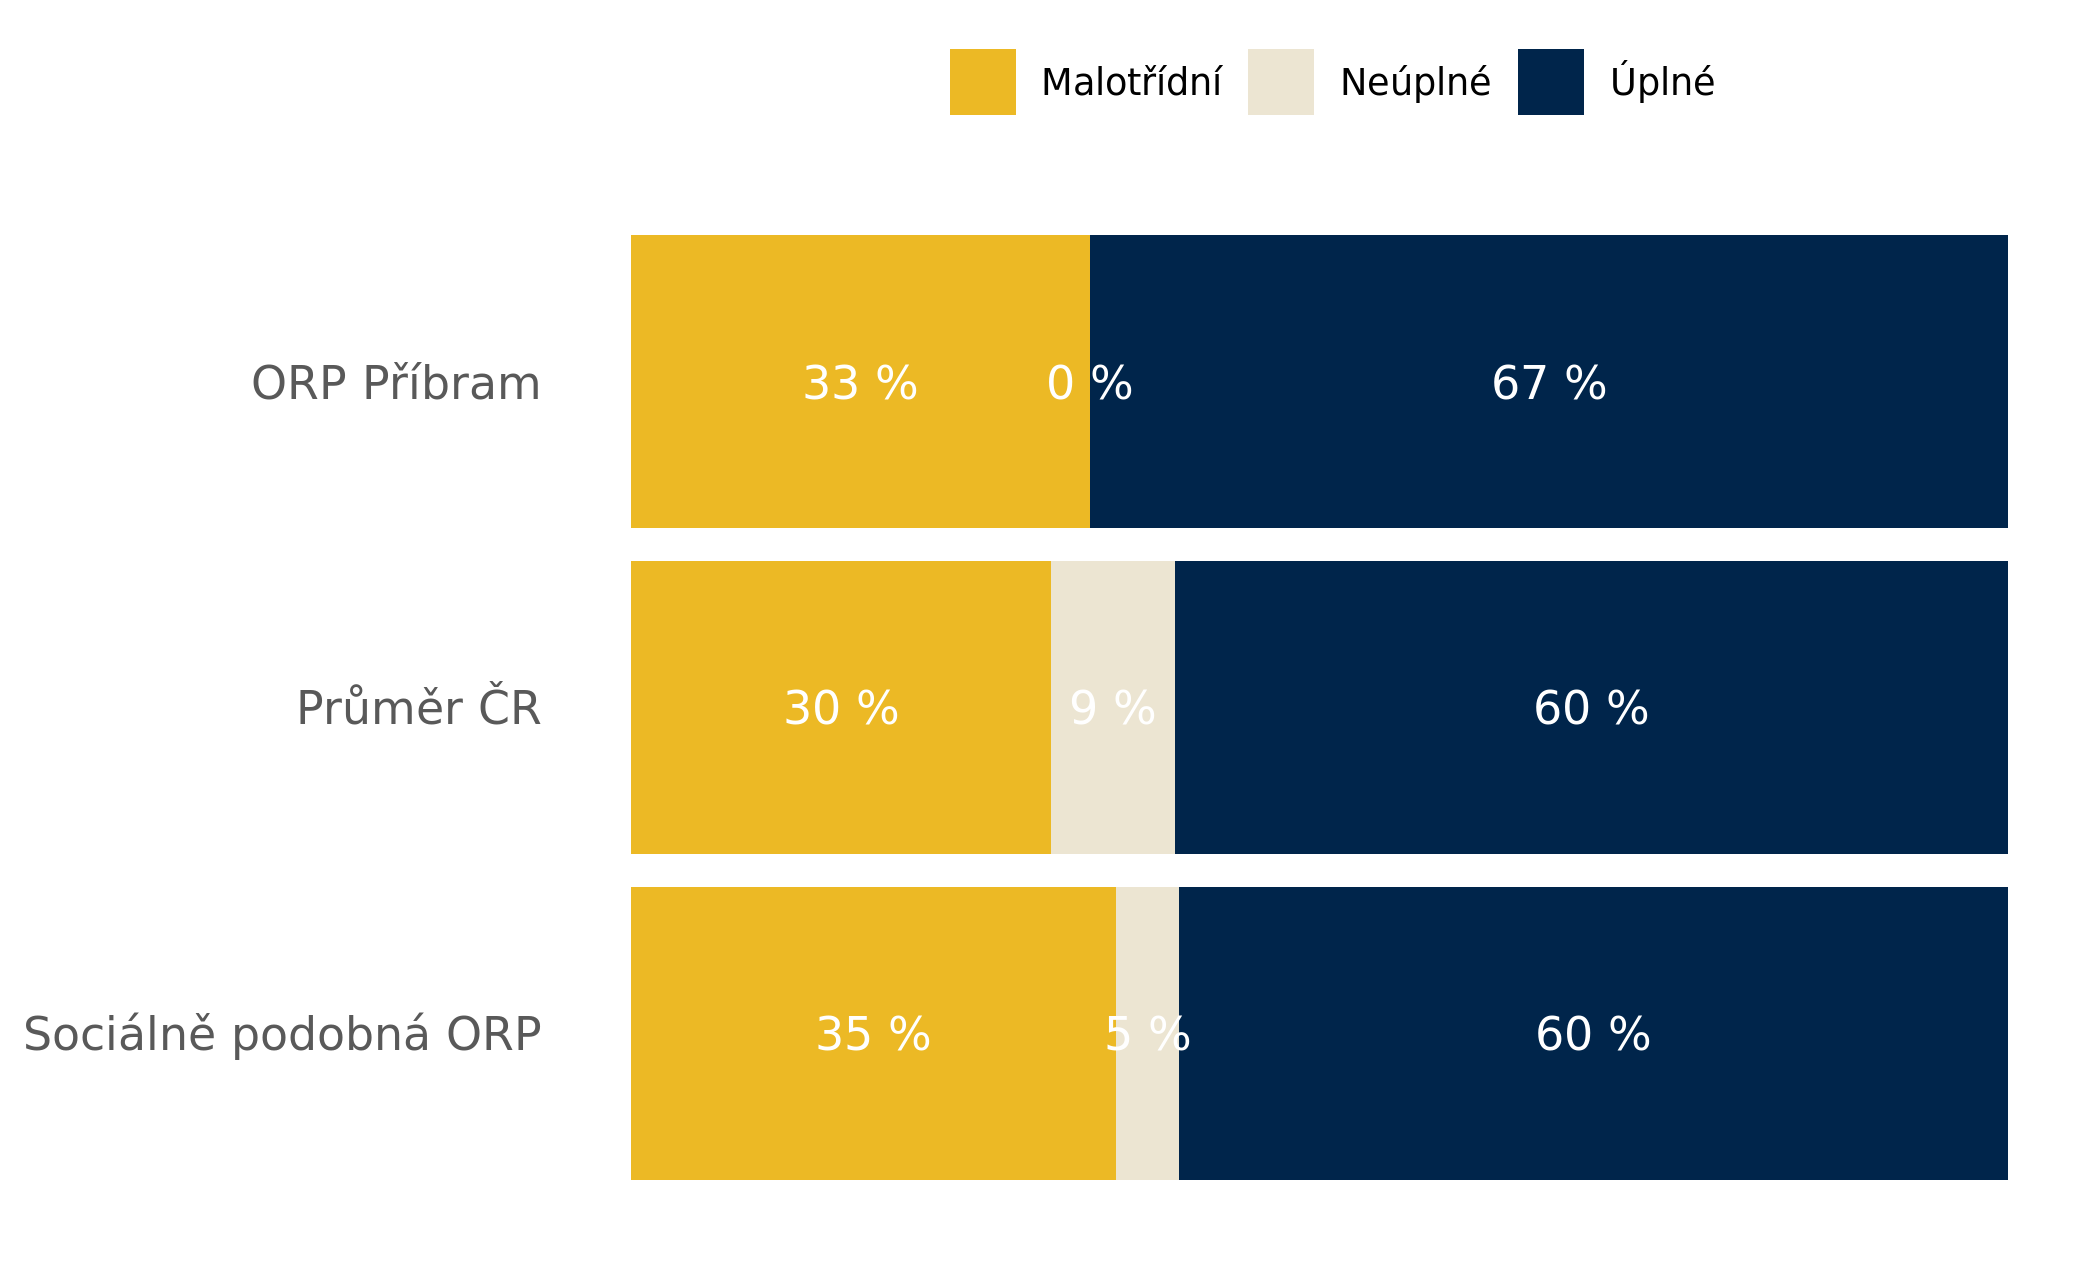 Malotřídní Neúplné Úplné
ORP Příbram 33 % 0 % 67 %
Průměr ČR 30 % 9 % 60 %
Sociálně podobná ORP 35 % 5 % 60 %